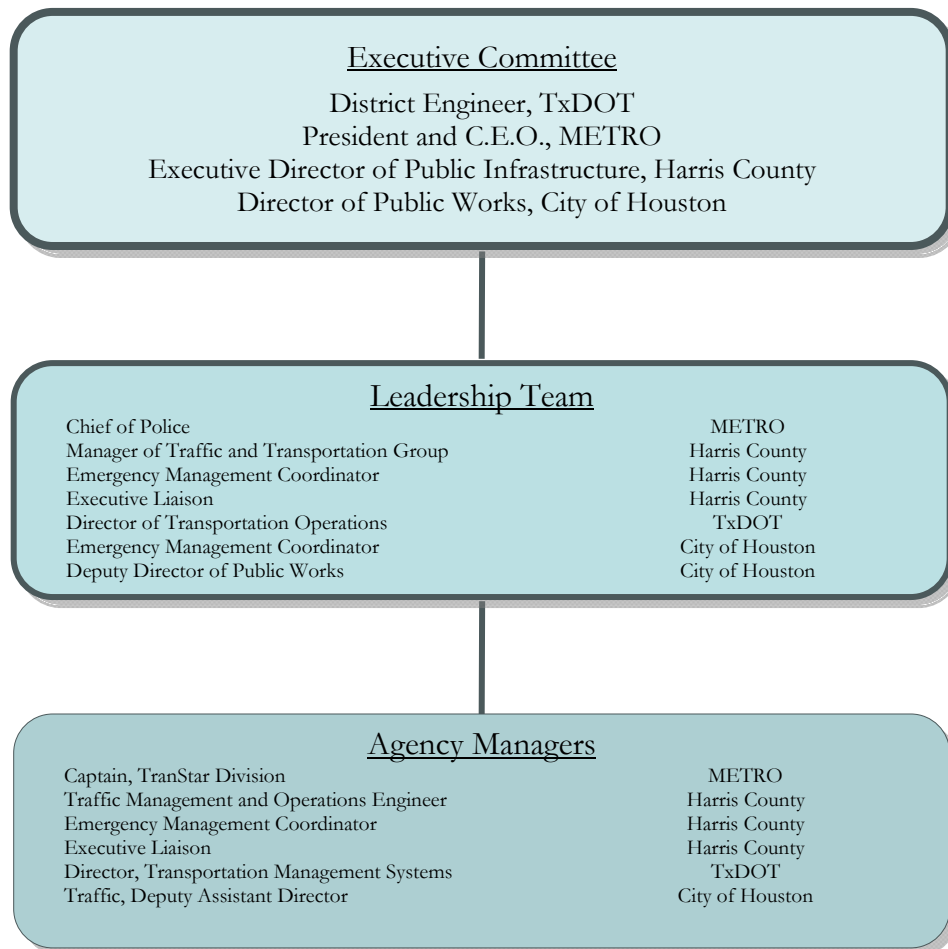 Executive Committee
District Engineer, TxDOT
President and C.E.O., METRO
Executive Director of Public Infrastructure, Harris County
Director of Public Works, City of Houston
Leadership Team
Chief of Police METRO
Manager of Traffic and Transportation Group Harris County
Emergency Management Coordinator Harris County
Executive Liaison Harris County
Director of Transportation Operations TxDOT
Emergency Management Coordinator City of Houston
Deputy Director of Public Works City of Houston
Agency Managers
Captain, TranStar Division METRO
Traffic Management and Operations Engineer Harris County
Emergency Management Coordinator Harris County
Executive Liaison Harris County
Director, Transportation Management Systems TxDOT
Traffic, Deputy Assistant Director City of Houston